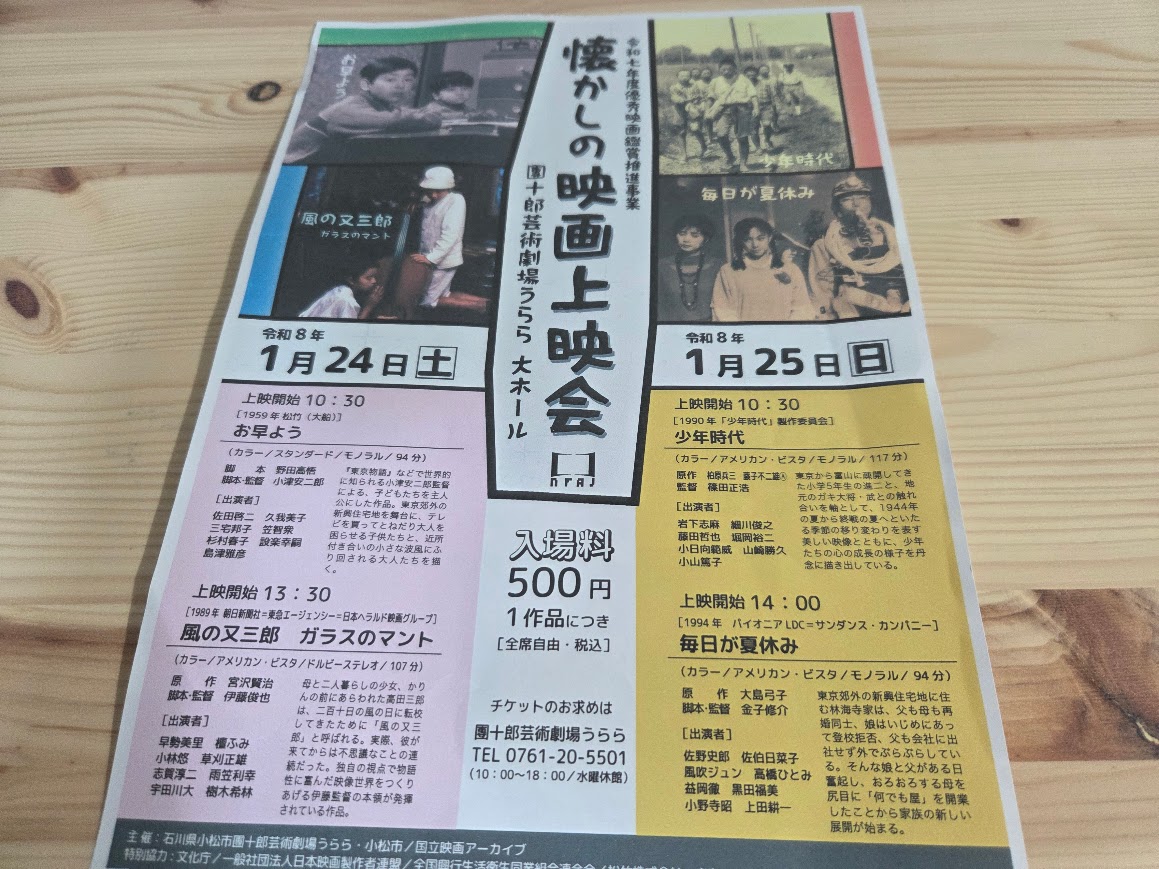 令和七年度優秀映画鑑賞推進事業
懐かしの映画上映会
團十郎芸術劇場うらら 大ホール
NFAJ
お早よう
風の又三郎
ガラスのマント
少年時代
毎日が夏休み
令和8年
1月24日土
上映開始10：30
［1959年 松竹（大船）］
お早よう
（カラー/スタンダード/モノラル/94分）
脚 本 野田高梧
脚本・監督 小津安二郎
［出演者］
佐田啓二 久我美子
三宅邦子 笠智衆
杉村春子 設楽幸嗣
島津雅彦
『東京物語』などで世界的
に知られる小津安二郎監督
による、子どもたちを主人
公にした作品。東京郊外の
新興住宅地を舞台に、テレ
ビを買ってとねだり大人を
困らせる子供たちと、近所
付き合いの小さな波風にふ
り回される大人たちを描
く。
上映開始13：30
［1989年 朝日新聞社＝東急エージェンシー＝日本ヘラルド映画グループ］
風の又三郎 ガラスのマント
（カラー/アメリカン・ビスタ/ドルビーステレオ/107分）
原 作 宮沢賢治
脚本・監督 伊藤俊也
［出演者］
早勢美里 檀ふみ
小林悠 草刈正雄
志賀淳二 雨笠利幸
宇田川大 樹木希林
母と二人暮らしの少女、かり
んの前にあらわれた高田三郎
は、二百十日の風の日に転校
してきたために「風の又三
郎」と呼ばれる。実際、彼が
来てからは不思議なことの連
続だった。独自の視点で物語
性に富んだ映像世界をつくり
あげる伊藤監督の本領が発揮
されている作品。
入場料
500円
1作品につき
［全席自由・税込］
チケットのお求めは
團十郎芸術劇場うらら
TEL 0761-20-5501
（10：00～18：00/水曜休館）
令和8年
1月25日日
上映開始10：30
［1990年「少年時代」製作委員会］
少年時代
（カラー/アメリカン・ビスタ/モノラル/117分）
原作 柏原兵三 藤子不二雄Ⓐ
監督 篠田正浩
［出演者］
岩下志麻 細川俊之
藤田哲也 堀岡裕二
小日向範威 山崎勝久
小山篤子
東京から富山に疎開してき
た小学5年生の進二と、地
元のガキ大将・武との触れ
合いを軸として、1944年
の夏から終戦の夏へといた
る季節の移り変わりを表す
美しい映像とともに、少年
たちの心の成長の様子を丹
念に描き出している。
上映開始14：00
［1994年 パイオニアLDC＝サンダンス・カンパニー］
毎日が夏休み
（カラー/アメリカン・ビスタ/モノラル/94分）
原 作 大島弓子
脚本・監督 金子修介
［出演者］
佐野史郎 佐伯日菜子
風吹ジュン 高橋ひとみ
益岡徹 黒田福美
小野寺昭 上田耕一
東京郊外の新興住宅地に住
む林海寺家は、父も母も再
婚同士、娘はいじめにあっ
て登校拒否、父も会社に出
社せず外でぶらぶらしてい
る。そんな娘と父がある日
奮起し、おろおろする母を
尻目に「何でも屋」を開業
したことから家族の新しい
展開が始まる。
主催：石川県小松市團十郎芸術劇場うらら・小松市/国立映画アーカイブ
特別協力：文化庁/一般社団法人日本映画製作者連盟/全国興行生活衛生同業組合連合会